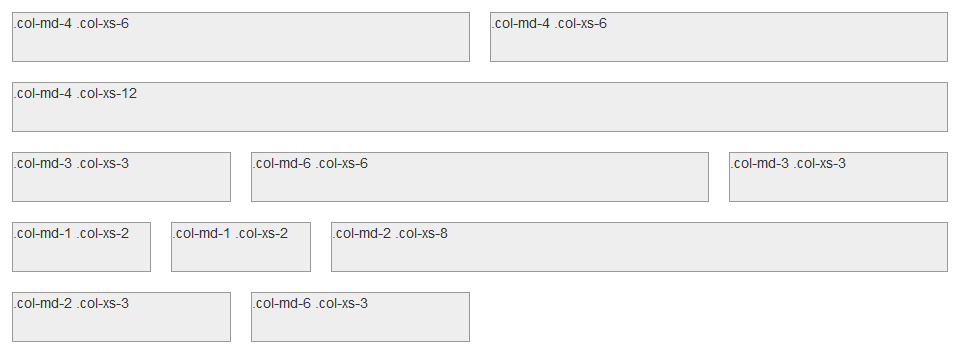 .col-md-4 .col-xs-6 .col-md-4 .col-xs-6
.col-md-4 .col-xs-12
.col-md-3 .col-xs-3 .col-md-6 .col-xs-6 .col-md-3 .col-xs-3
.col-md-1 .col-xs-2 .col-md-1 .col-xs-2 .col-md-2 .col-xs-8
.col-md-2 .col-xs-3 .col-md-6 .col-xs-3